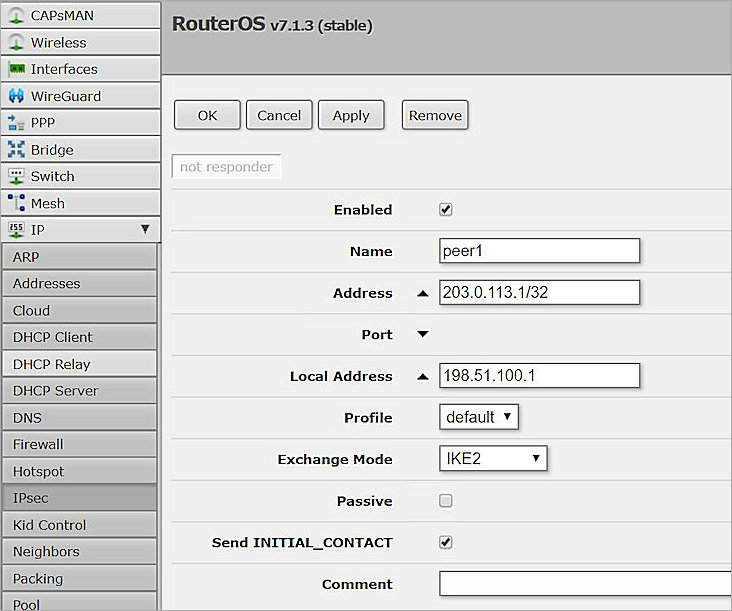 CAPsMAN
Wireless
Interfaces
WireGuard
PPP
Bridge
Switch
Mesh
255
IP
ARP
Addresses
Cloud
DHCP Client
DHCP Relay
DHCP Server
DNS
Firewall
Hotspot
IPsec
Kid Control
Neighbors
Packing
Pool
RouterOS v7.1.3 (stable)
OK Cancel Apply Remove
not responder
Enabled
Name peer1
Address 203.0.113.1/32
Port
Local Address 198.51.100.1
Profile default
Exchange Mode IKE2
Passive
Send INITIAL_CONTACT
Comment